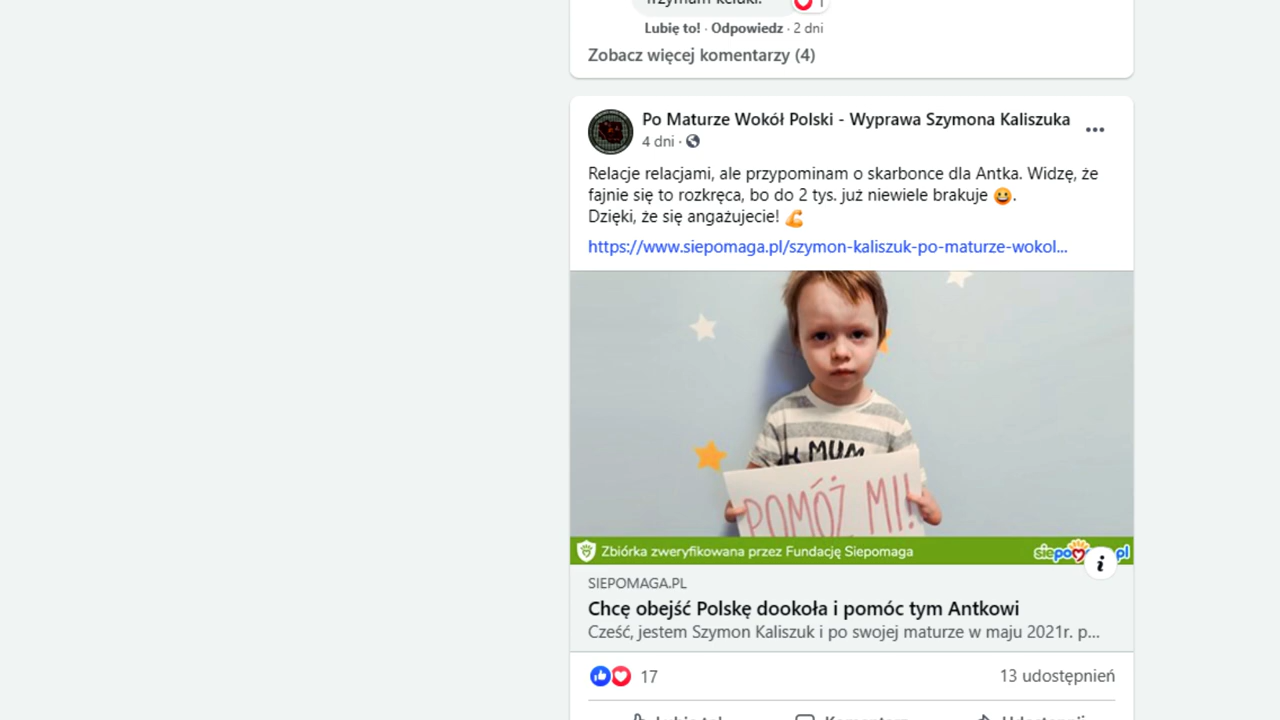 Trzymam kciuki!
1
Lubię to! · Odpowiedz · 2 dni
Zobacz więcej komentarzy (4)
Po Maturze Wokół Polski - Wyprawa Szymona Kaliszuka
4 dni ·
Relacje relacjami, ale przypominam o skarbonce dla Antka. Widzę, że
fajnie się to rozkręca, bo do 2 tys. już niewiele brakuje 😀.
Dzięki, że się angażujecie! 💪
https://www.siepomaga.pl/szymon-kaliszuk-po-maturze-wokol...
MUM
POMÓŻ MI!
Zbiórka zweryfikowana przez Fundację Siepomaga
SIEPOMAGA.PL
Chcę obejść Polskę dookoła i pomóc tym Antkowi
Cześć, jestem Szymon Kaliszuk i po swojej maturze w maju 2021r. p...
17
13 udostępnień